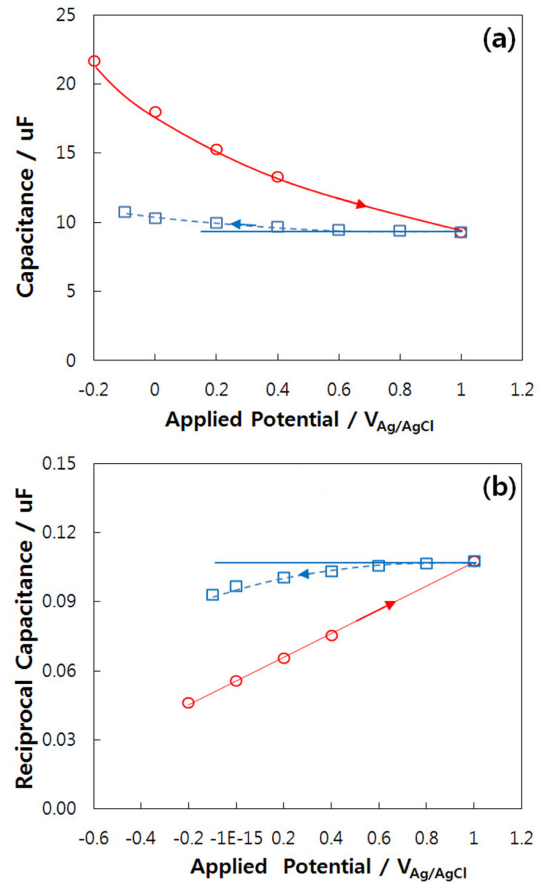 (a)
25
20
15
10
5
0
Capacitance / uF
-0.2 0 0.2 0.4 0.6 0.8 1 1.2
Applied Potential / VAg/AgCl
(b)
0.15
0.12
0.09
0.06
0.03
0.00
Reciprocal Capacitance / uF
-0.6 -0.4 -0.2 -1E-15 0.2 0.4 0.6 0.8 1 1.2
Applied Potential / VAg/AgCl